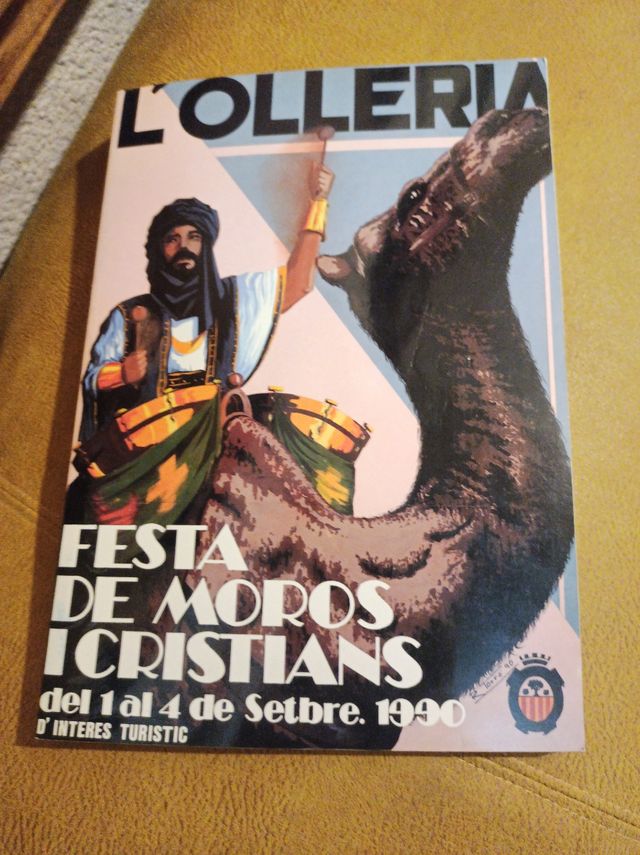 L'OLLERIA
FESTA
DE MOROS
I CRISTIANS
del 1 al 4 de Setbre. 1990
D'INTERES TURISTIC